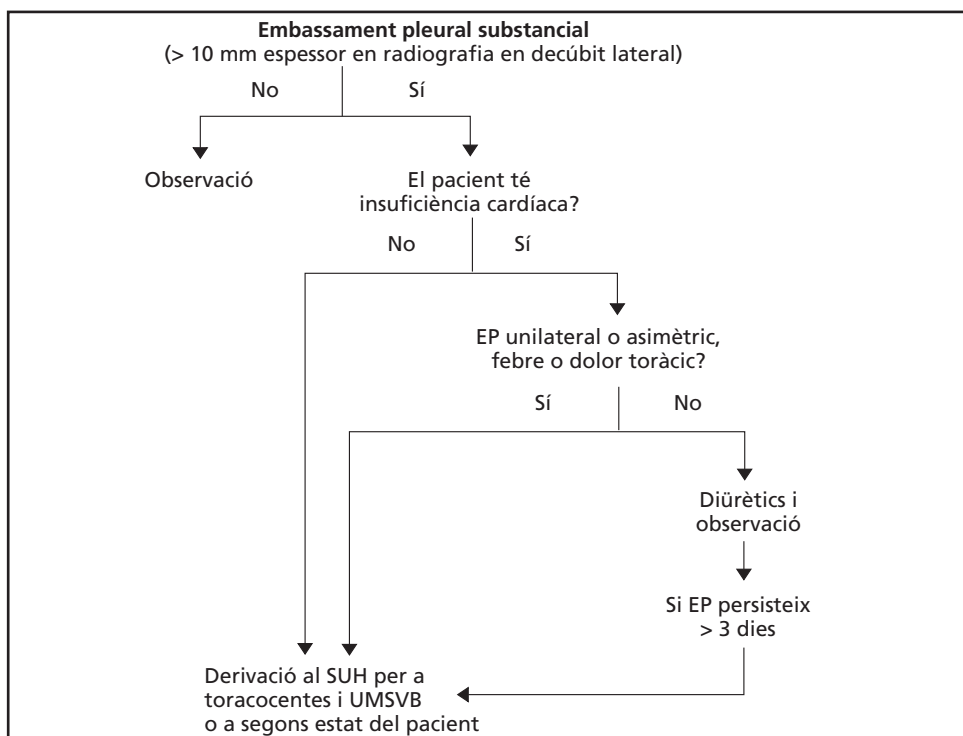 Embassament pleural substancial
(> 10 mm espessor en radiografia en decúbit lateral)
No
Sí
Observació
El pacient té
insuficiència cardíaca?
No
Sí
EP unilateral o asimètric,
febre o dolor toràcic?
Sí
No
Diürètics i
observació
Si EP persisteix
> 3 dies
Derivació al SUH per a
toracocentes i UMSVB
o a segons estat del pacient